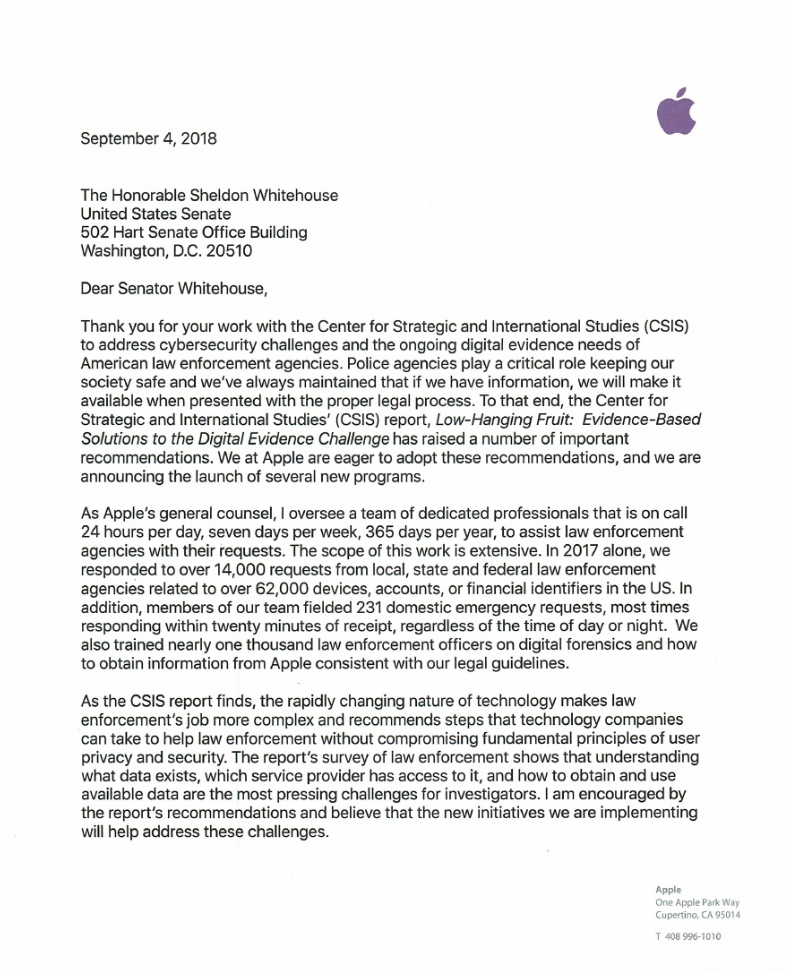 September 4, 2018
The Honorable Sheldon Whitehouse
United States Senate
502 Hart Senate Office Building
Washington, D.C. 20510
Dear Senator Whitehouse,
Thank you for your work with the Center for Strategic and International Studies (CSIS)
to address cybersecurity challenges and the ongoing digital evidence needs of
American law enforcement agencies. Police agencies play a critical role keeping our
society safe and we've always maintained that if we have information, we will make it
available when presented with the proper legal process. To that end, the Center for
Strategic and International Studies' (CSIS) report, Low-Hanging Fruit: Evidence-Based
Solutions to the Digital Evidence Challenge has raised a number of important
recommendations. We at Apple are eager to adopt these recommendations, and we are
announcing the launch of several new programs.
As Apple's general counsel, I oversee a team of dedicated professionals that is on call
24 hours per day, seven days per week, 365 days per year, to assist law enforcement
agencies with their requests. The scope of this work is extensive. In 2017 alone, we
responded to over 14,000 requests from local, state and federal law enforcement
agencies related to over 62,000 devices, accounts, or financial identifiers in the US. In
addition, members of our team fielded 231 domestic emergency requests, most times
responding within twenty minutes of receipt, regardless of the time of day or night. We
also trained nearly one thousand law enforcement officers on digital forensics and how
to obtain information from Apple consistent with our legal guidelines.
As the CSIS report finds, the rapidly changing nature of technology makes law
enforcement's job more complex and recommends steps that technology companies
can take to help law enforcement without compromising fundamental principles of user
privacy and security. The report's survey of law enforcement shows that understanding
what data exists, which service provider has access to it, and how to obtain and use
available data are the most pressing challenges for investigators. I am encouraged by
the report's recommendations and believe that the new initiatives we are implementing
will help address these challenges.
Apple
One Apple Park Way
Cupertino, CA 95014
T 408 996-1010